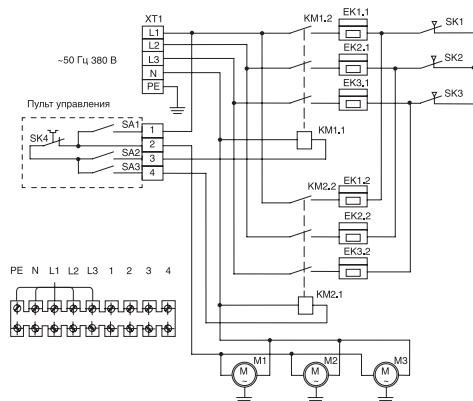 XT1
L1
L2
L3
N
PE
~50 Гц 380 В
KM1.2
EK1.1
EK2.1
EK3.1
SK1
SK2
SK3
Пульт управления
SK4
SA1
SA2
SA3
1
2
3
4
KM1.1
KM2.2
EK1.2
EK2.2
EK3.2
KM2.1
PE N L1 L2 L3 1 2 3 4
M1
M2
M3
M
~
M
~
M
~